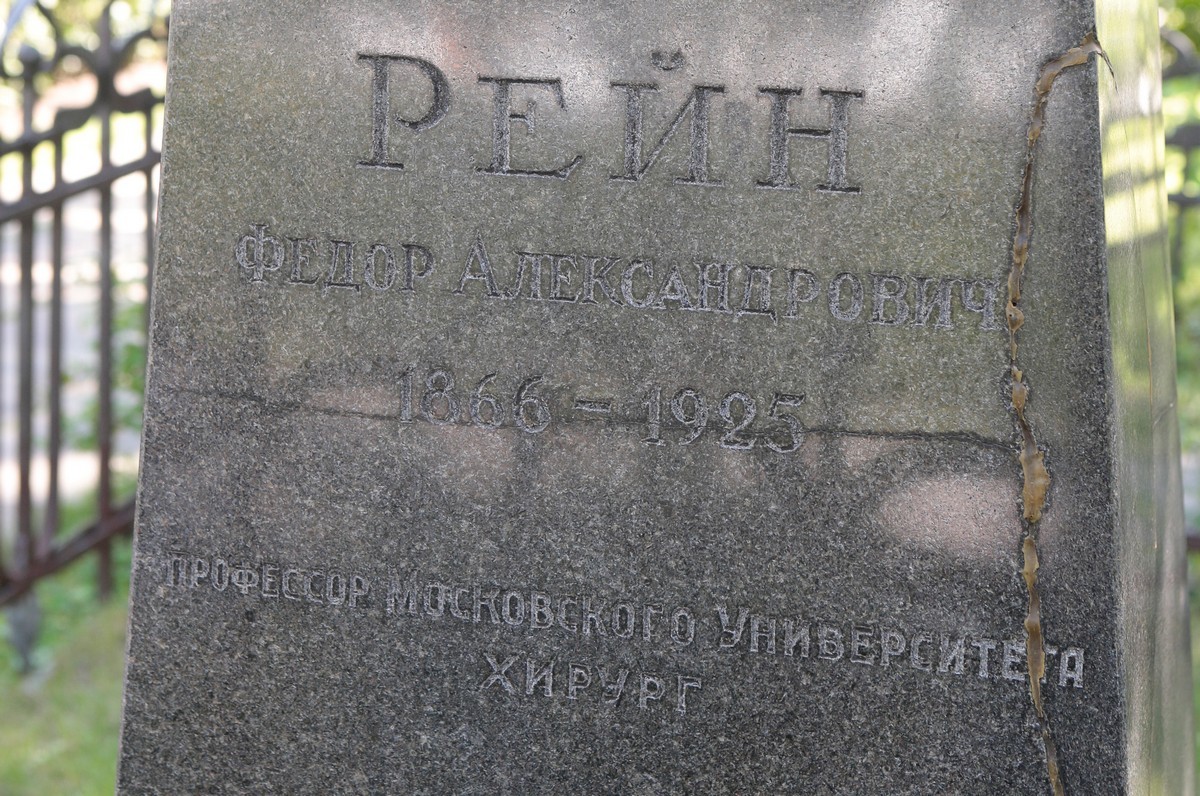 РЕЙН
ФЕДОР АЛЕКСАНДРОВИЧ
1866 – 1925
ПРОФЕССОР МОСКОВСКОГО УНИВЕРСИТЕТА
ХИРУРГ